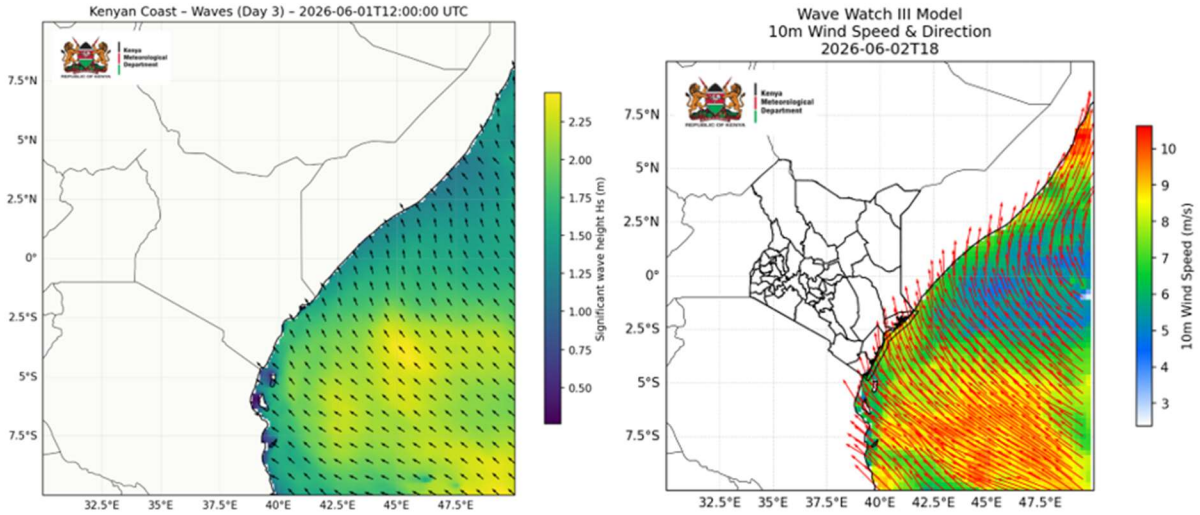 Kenyan Coast – Waves (Day 3) – 2026-06-01T12:00:00 UTC
REPUBLIC OF KENYA
Kenya
Meteorological
Department
7.5°N
5°N
2.5°N
0°
2.5°S
5°S
7.5°S
32.5°E 35°E 37.5°E 40°E 42.5°E 45°E 47.5°E
2.25
2.00
1.75
1.50
1.25
1.00
0.75
0.50
Significant wave height Hs (m)
Wave Watch III Model
10m Wind Speed & Direction
2026-06-02T18
REPUBLIC OF KENYA
Kenya
Meteorological
Department
7.5°N
5°N
2.5°N
0°
2.5°S
5°S
7.5°S
32.5°E 35°E 37.5°E 40°E 42.5°E 45°E 47.5°E
10
9
8
7
6
5
4
3
10m Wind Speed (m/s)